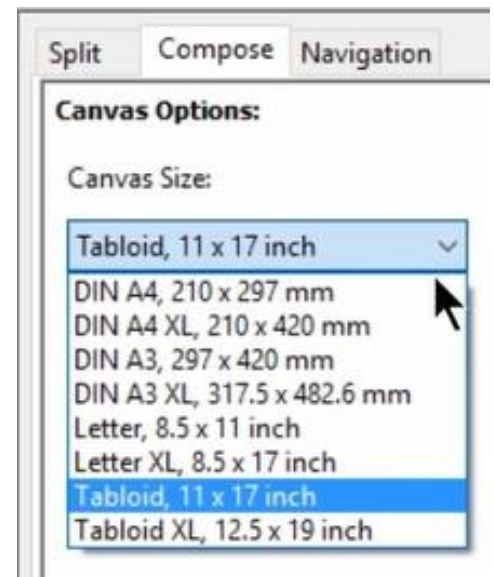 Split Compose Navigation
Canvas Options:
Canvas Size:
Tabloid, 11 x 17 inch
DIN A4, 210 x 297 mm
DIN A4 XL, 210 x 420 mm
DIN A3, 297 x 420 mm
DIN A3 XL, 317.5 x 482.6 mm
Letter, 8.5 x 11 inch
Letter XL, 8.5 x 17 inch
Tabloid, 11 x 17 inch
Tabloid XL, 12.5 x 19 inch